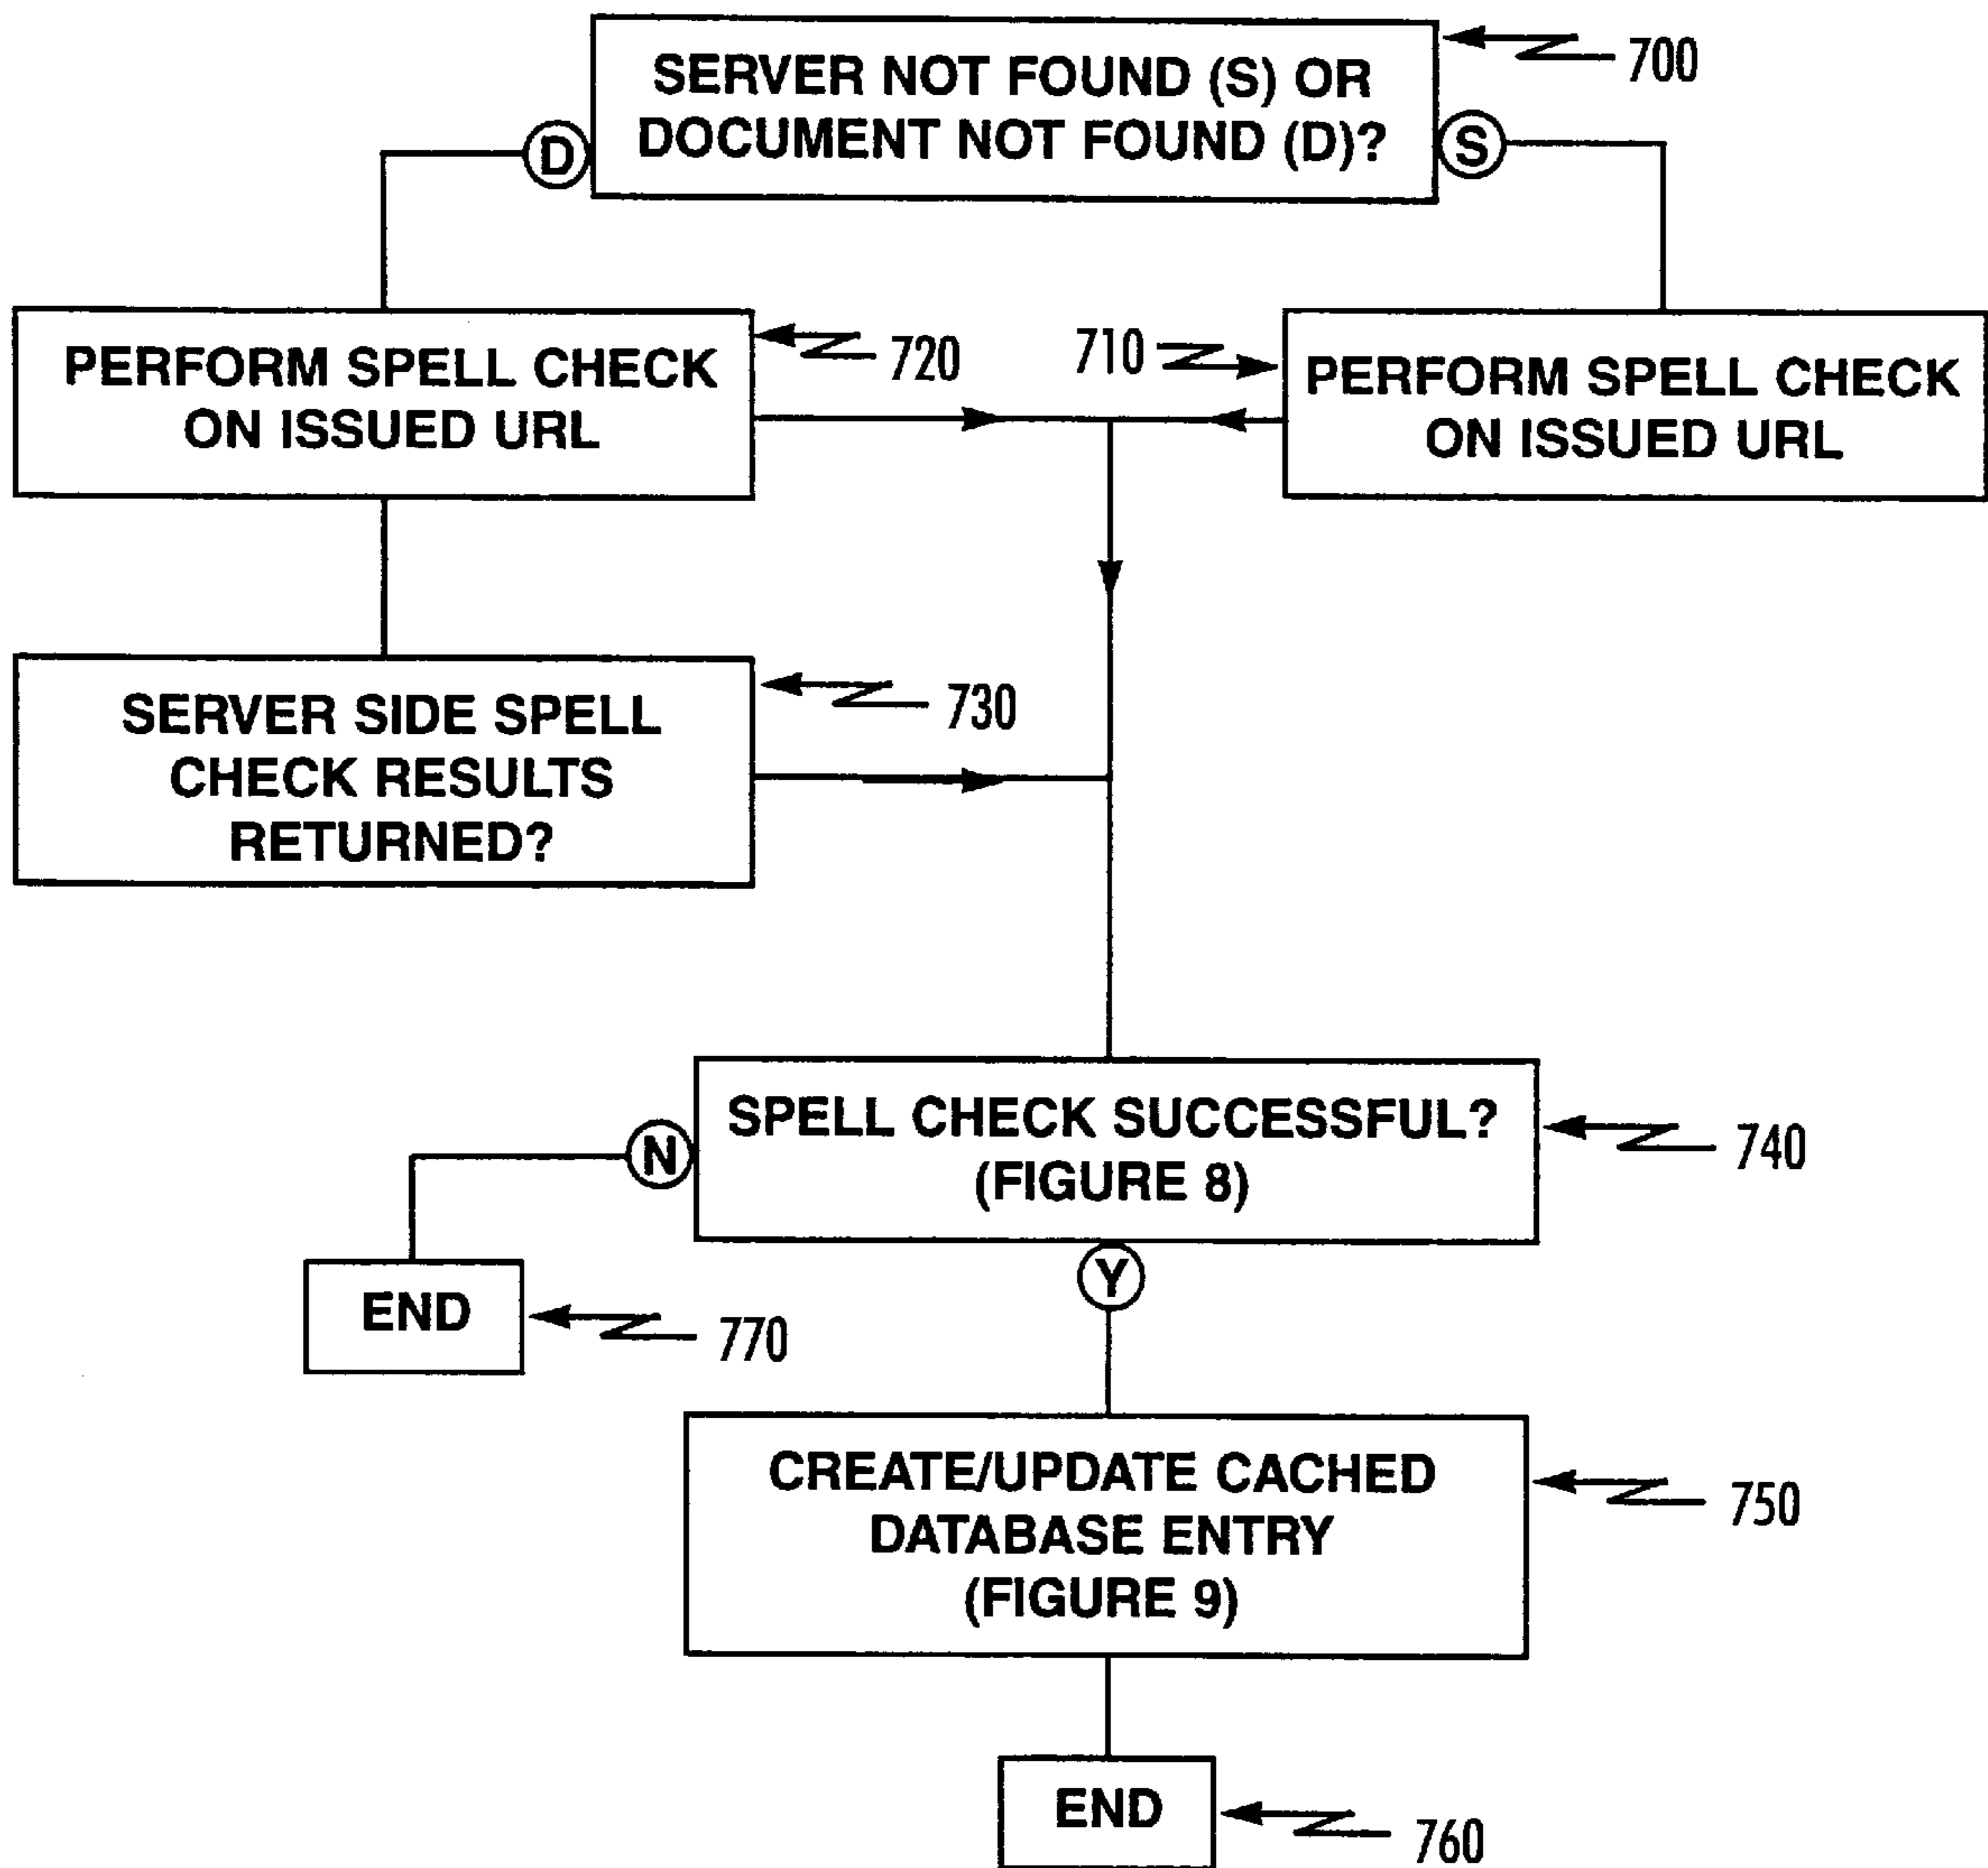 SERVER NOT FOUND (S) OR
DOCUMENT NOT FOUND (D)?
700
D
S
PERFORM SPELL CHECK
ON ISSUED URL
720
710
PERFORM SPELL CHECK
ON ISSUED URL
SERVER SIDE SPELL
CHECK RESULTS
RETURNED?
730
SPELL CHECK SUCCESSFUL?
(FIGURE 8)
740
N
Y
END
770
CREATE/UPDATE CACHED
DATABASE ENTRY
(FIGURE 9)
750
END
760